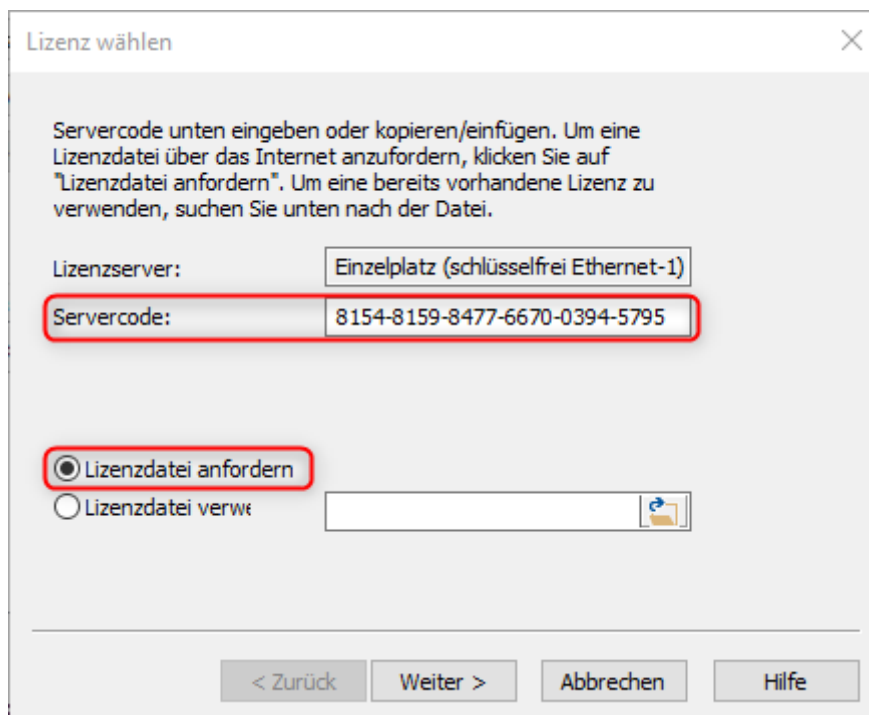 Lizenz wählen
Servercode unten eingeben oder kopieren/einfügen. Um eine
Lizenzdatei über das Internet anzufordern, klicken Sie auf
"Lizenzdatei anfordern". Um eine bereits vorhandene Lizenz zu
verwenden, suchen Sie unten nach der Datei.
Lizenzserver: Einzelplatz (schlüsselfrei Ethernet-1)
Servercode: 8154-8159-8477-6670-0394-5795
Lizenzdatei anfordern
Lizenzdatei verwe
< Zurück Weiter > Abbrechen Hilfe